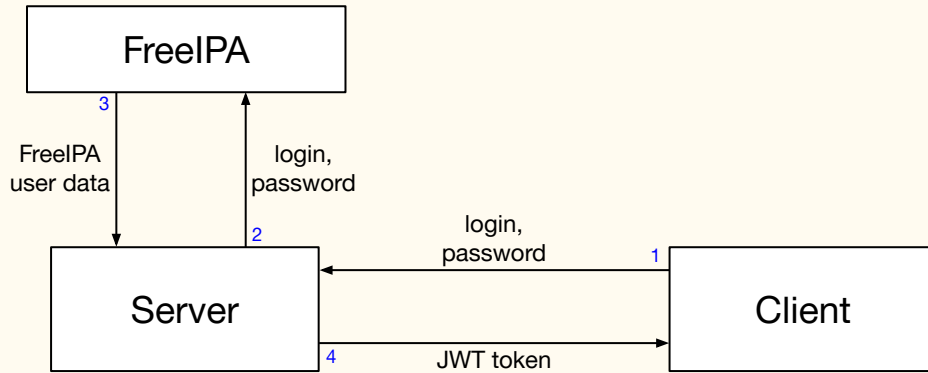 FreeIPA
3
FreeIPA
user data
login,
password
2
login,
password
1
Server
Client
4
JWT token